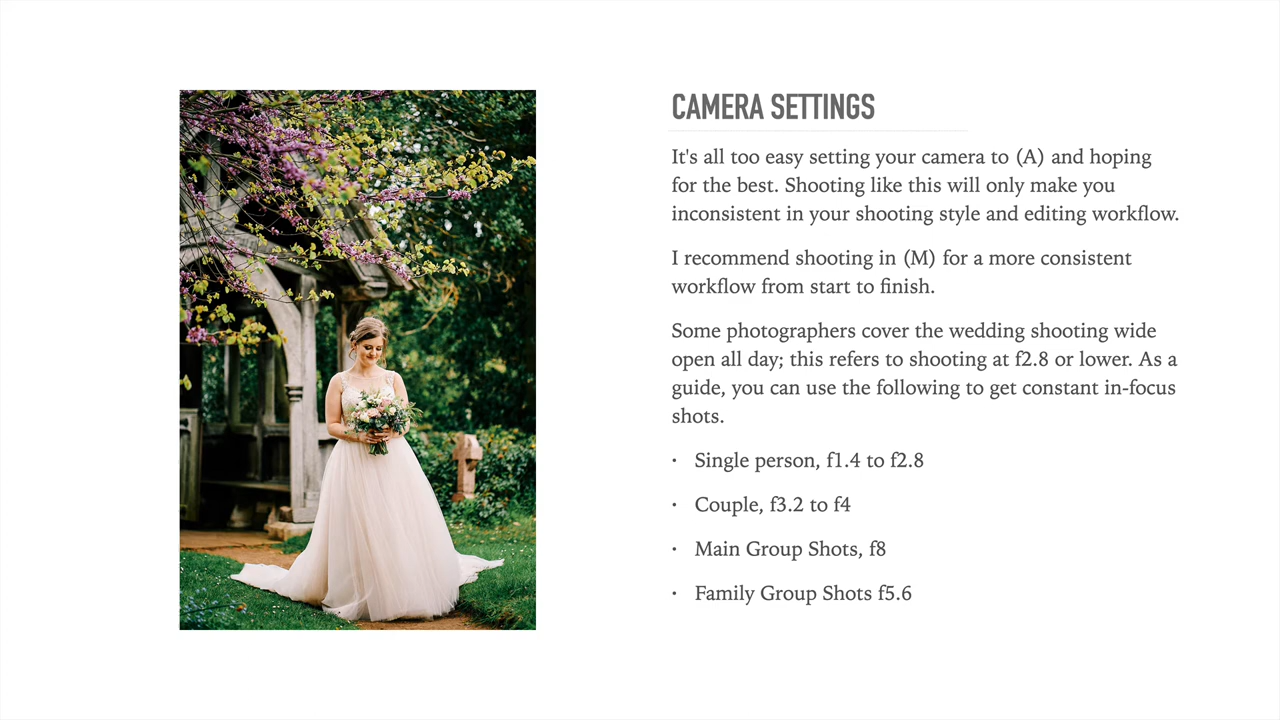 CAMERA SETTINGS
It's all too easy setting your camera to (A) and hoping
for the best. Shooting like this will only make you
inconsistent in your shooting style and editing workflow.
I recommend shooting in (M) for a more consistent
workflow from start to finish.
Some photographers cover the wedding shooting wide
open all day; this refers to shooting at f2.8 or lower. As a
guide, you can use the following to get constant in-focus
shots.
· Single person, f1.4 to f2.8
· Couple, f3.2 to f4
· Main Group Shots, f8
· Family Group Shots f5.6